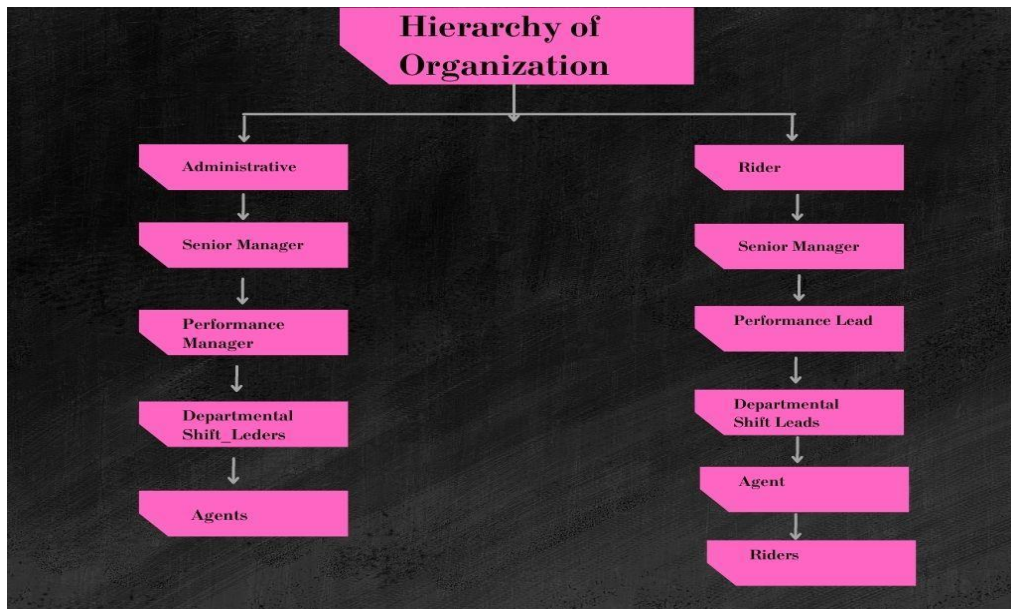 Hierarchy of
Organization
Administrative
Senior Manager
Performance
Manager
Departmental
Shift_Leders
Agents
Rider
Senior Manager
Performance Lead
Departmental
Shift Leads
Agent
Riders